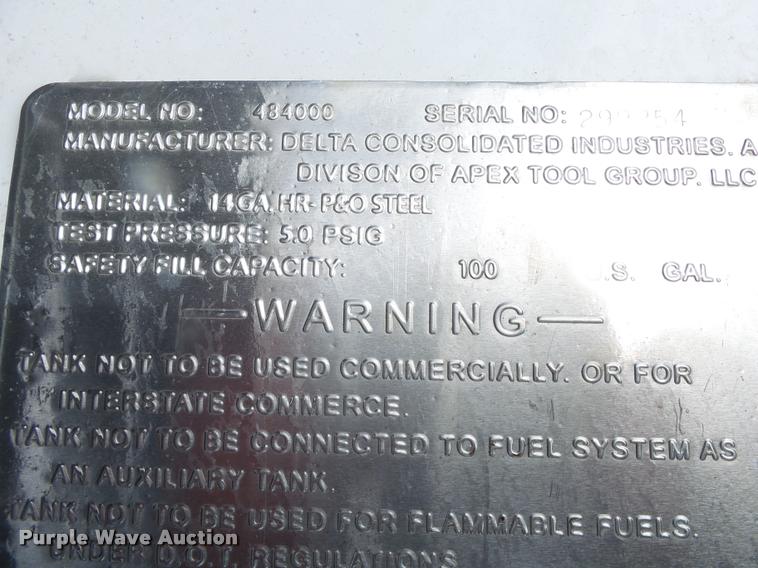 MODEL NO: 484000 SERIAL NO:
MANUFACTURER: DELTA CONSOLIDATED INDUSTRIES. A
DIVISON OF APEX TOOL GROUP. LLC
MATERIAL: 14GA. HR- P&O STEEL
TEST PRESSURE: 5.0 PSIG
SAFETY FILL CAPACITY: 100 U.S. GAL.
WARNING
TANK NOT TO BE USED COMMERCIALLY. OR FOR
INTERSTATE COMMERCE.
TANK NOT TO BE CONNECTED TO FUEL SYSTEM AS
AN AUXILIARY TANK.
TANK NOT TO BE USED FOR FLAMMABLE FUELS.
UNDER D.O.T. REGULATIONS
Purple Wave Auction